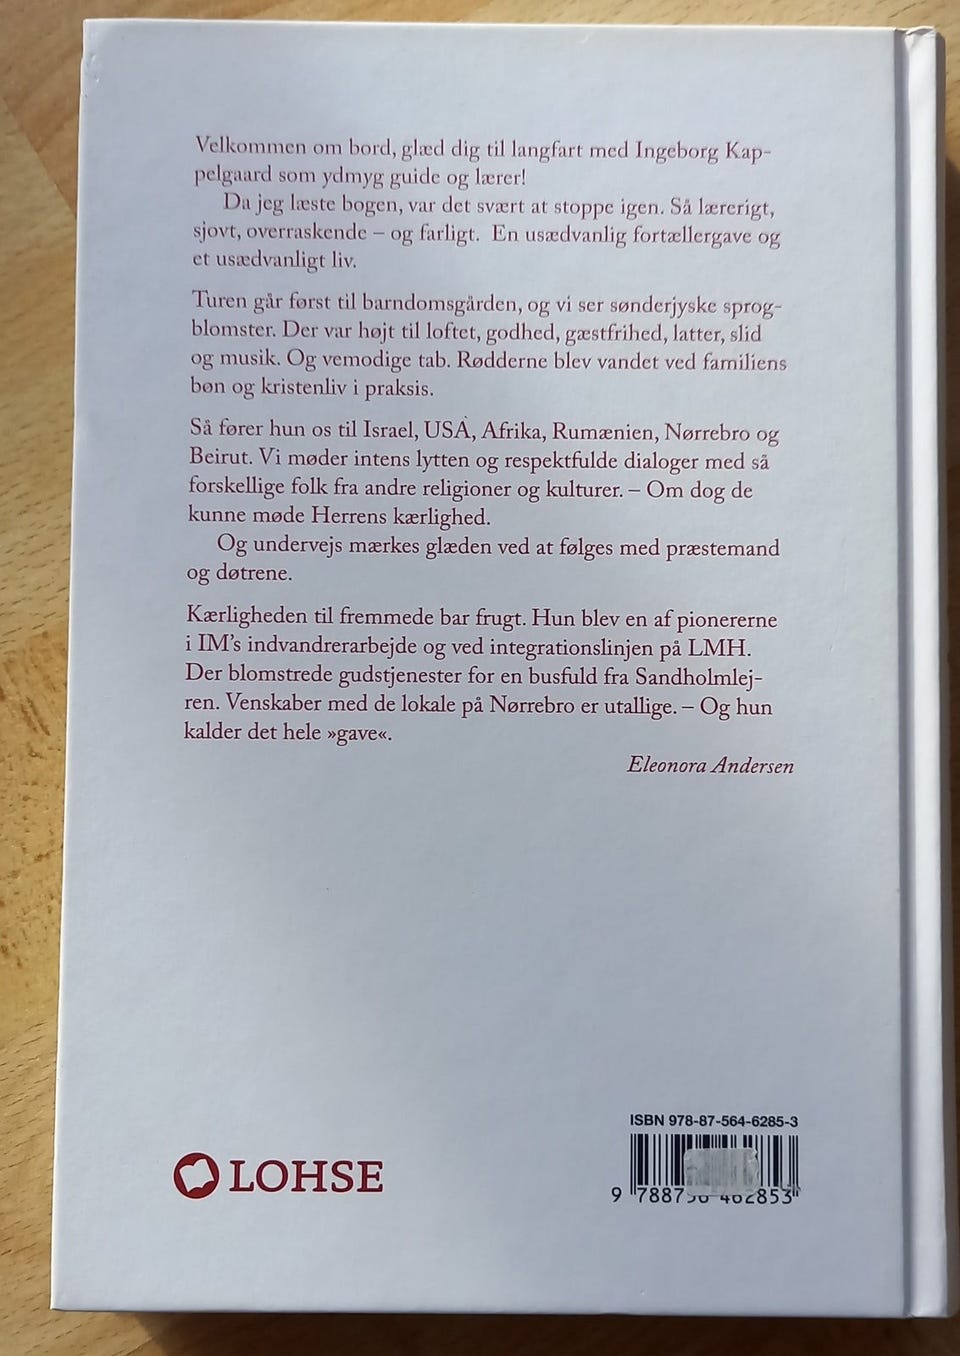 Velkommen om bord, glæd dig til langfart med Ingeborg Kap-
pelgaard som ydmyg guide og lærer!
Da jeg læste bogen, var det svært at stoppe igen. Så lærerigt,
sjovt, overraskende – og farligt. En usædvanlig fortællergave og
et usædvanligt liv.
Turen går først til barndomsgården, og vi ser sønderjyske sprog-
blomster. Der var højt til loftet, godhed, gæstfrihed, latter, slid
og musik. Og vemodige tab. Rødderne blev vandet ved familiens
bøn og kristenliv i praksis.
Så fører hun os til Israel, USA, Afrika, Rumænien, Nørrebro og
Beirut. Vi møder intens lytten og respektfulde dialoger med så
forskellige folk fra andre religioner og kulturer. – Om dog de
kunne møde Herrens kærlighed.
Og undervejs mærkes glæden ved at følges med præstemand
og døtrene.
Kærligheden til fremmede bar frugt. Hun blev en af pionererne
i IM's indvandrerarbejde og ved integrationslinjen på LMH.
Der blomstrede gudstjenester for en busfuld fra Sandholmlej-
ren. Venskaber med de lokale på Nørrebro er utallige. – Og hun
kalder det hele »gave«.
Eleonora Andersen
ISBN 978-87-564-6285-3
LOHSE
9